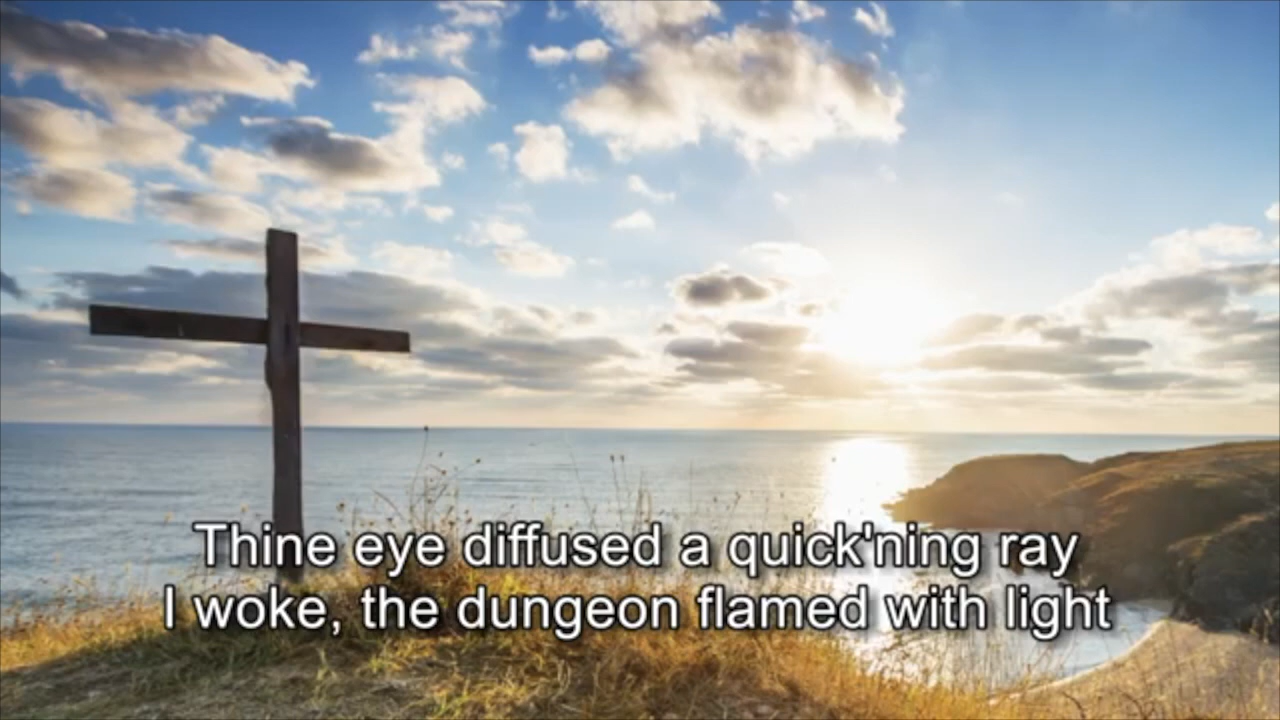 Thine eye diffused a quick'ning ray
I woke, the dungeon flamed with light